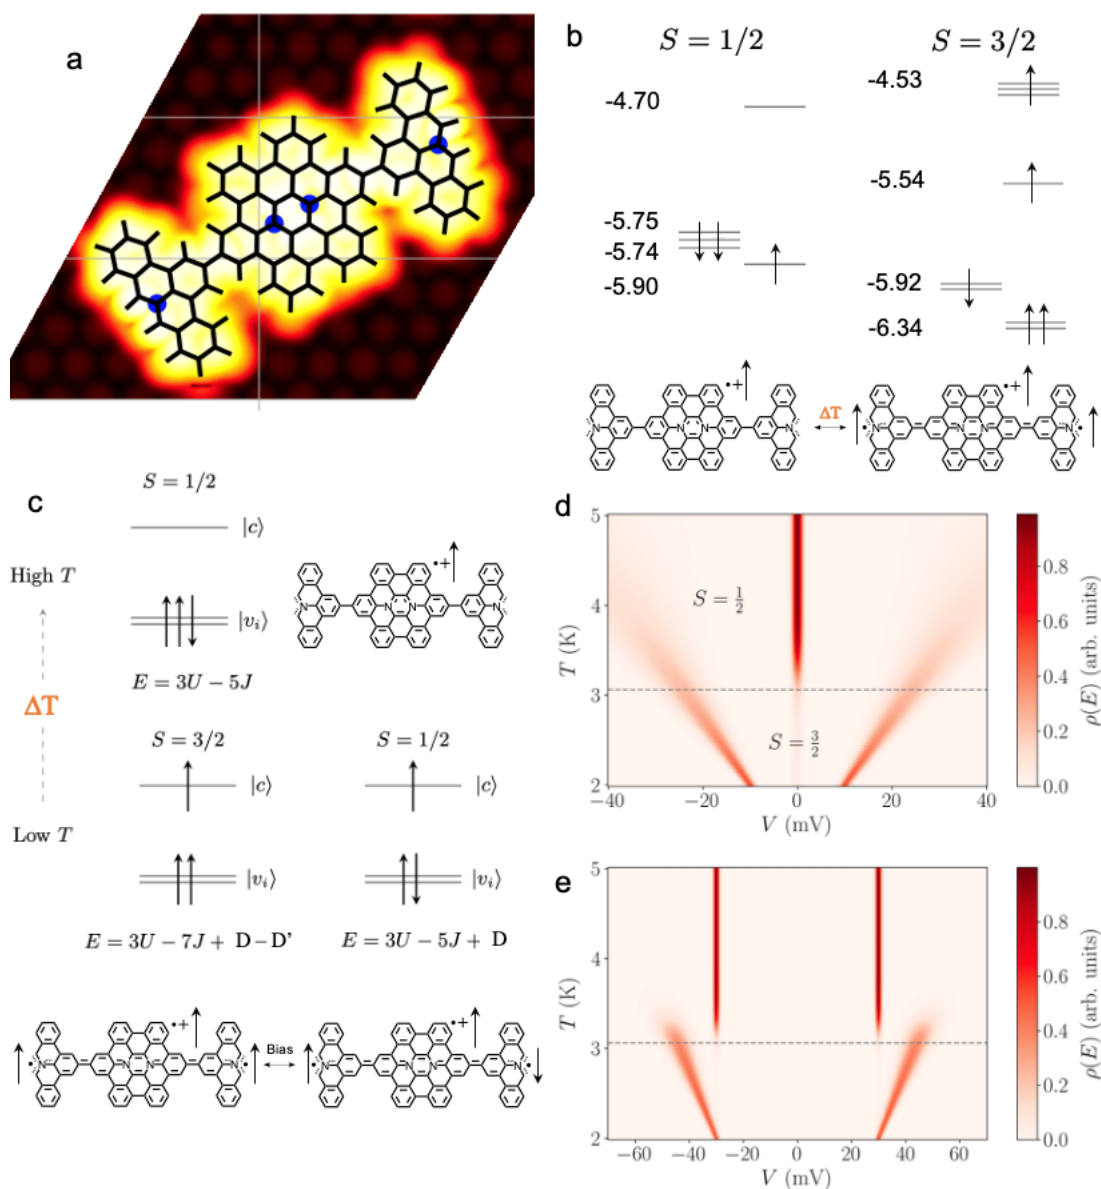 a
b
S = 1/2
S = 3/2
-4.70
-5.75
-5.74
-5.90
-4.53
-5.54
-5.92
-6.34
•+
N
N N
N
ΔT
•+
N
N N
N
c
S = 1/2
|c⟩
High T
|v_i⟩
E = 3U − 5J
•+
N
N N
N
ΔT
S = 3/2
S = 1/2
|c⟩
|c⟩
Low T
|v_i⟩
|v_i⟩
E = 3U − 7J + D − D'
E = 3U − 5J + D
•+
N
N N
N
Bias
•+
N
N N
N
d
5
4
3
2
T (K)
S = 1/2
S = 3/2
−40
−20
0
20
40
V (mV)
0.8
0.6
0.4
0.2
0.0
ρ(E) (arb. units)
e
5
4
3
2
T (K)
−60
−40
−20
0
20
40
60
V (mV)
0.8
0.6
0.4
0.2
0.0
ρ(E) (arb. units)